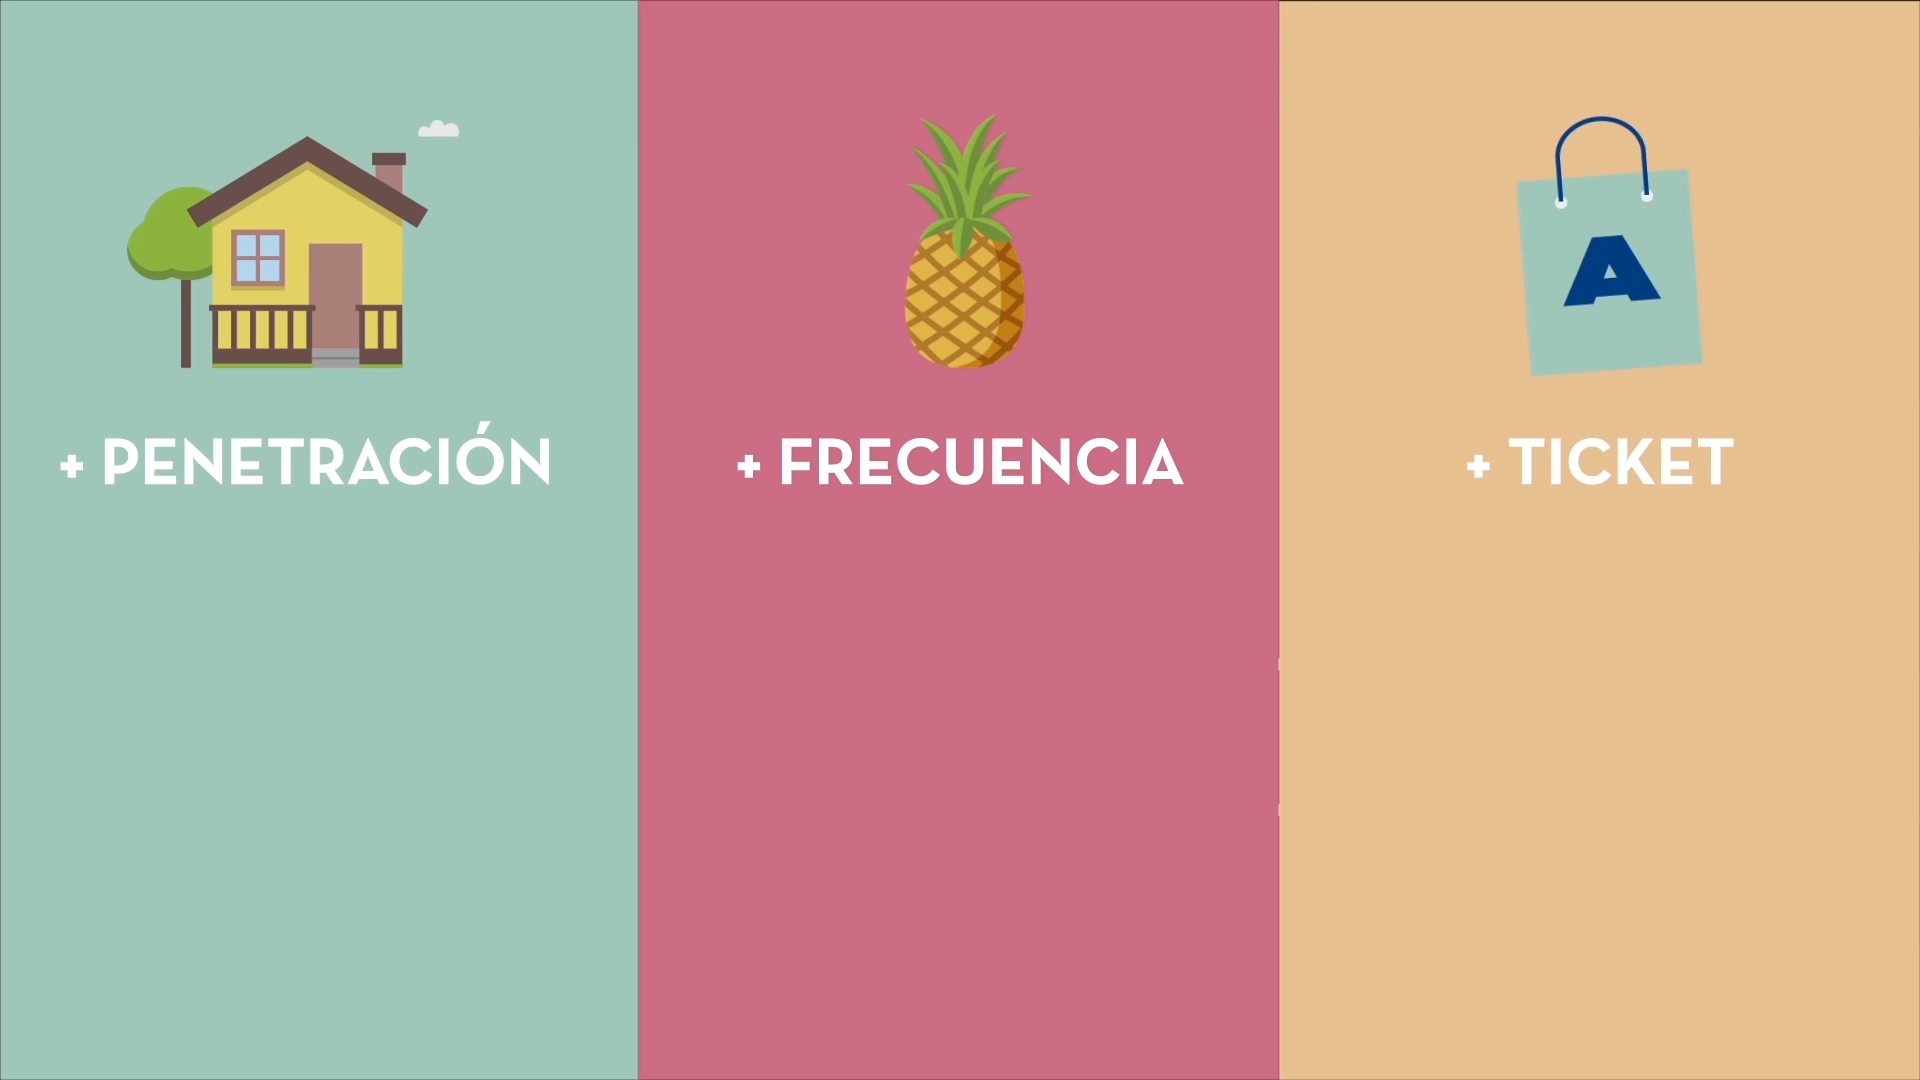 A
+ PENETRACIÓN
+ FRECUENCIA
+ TICKET